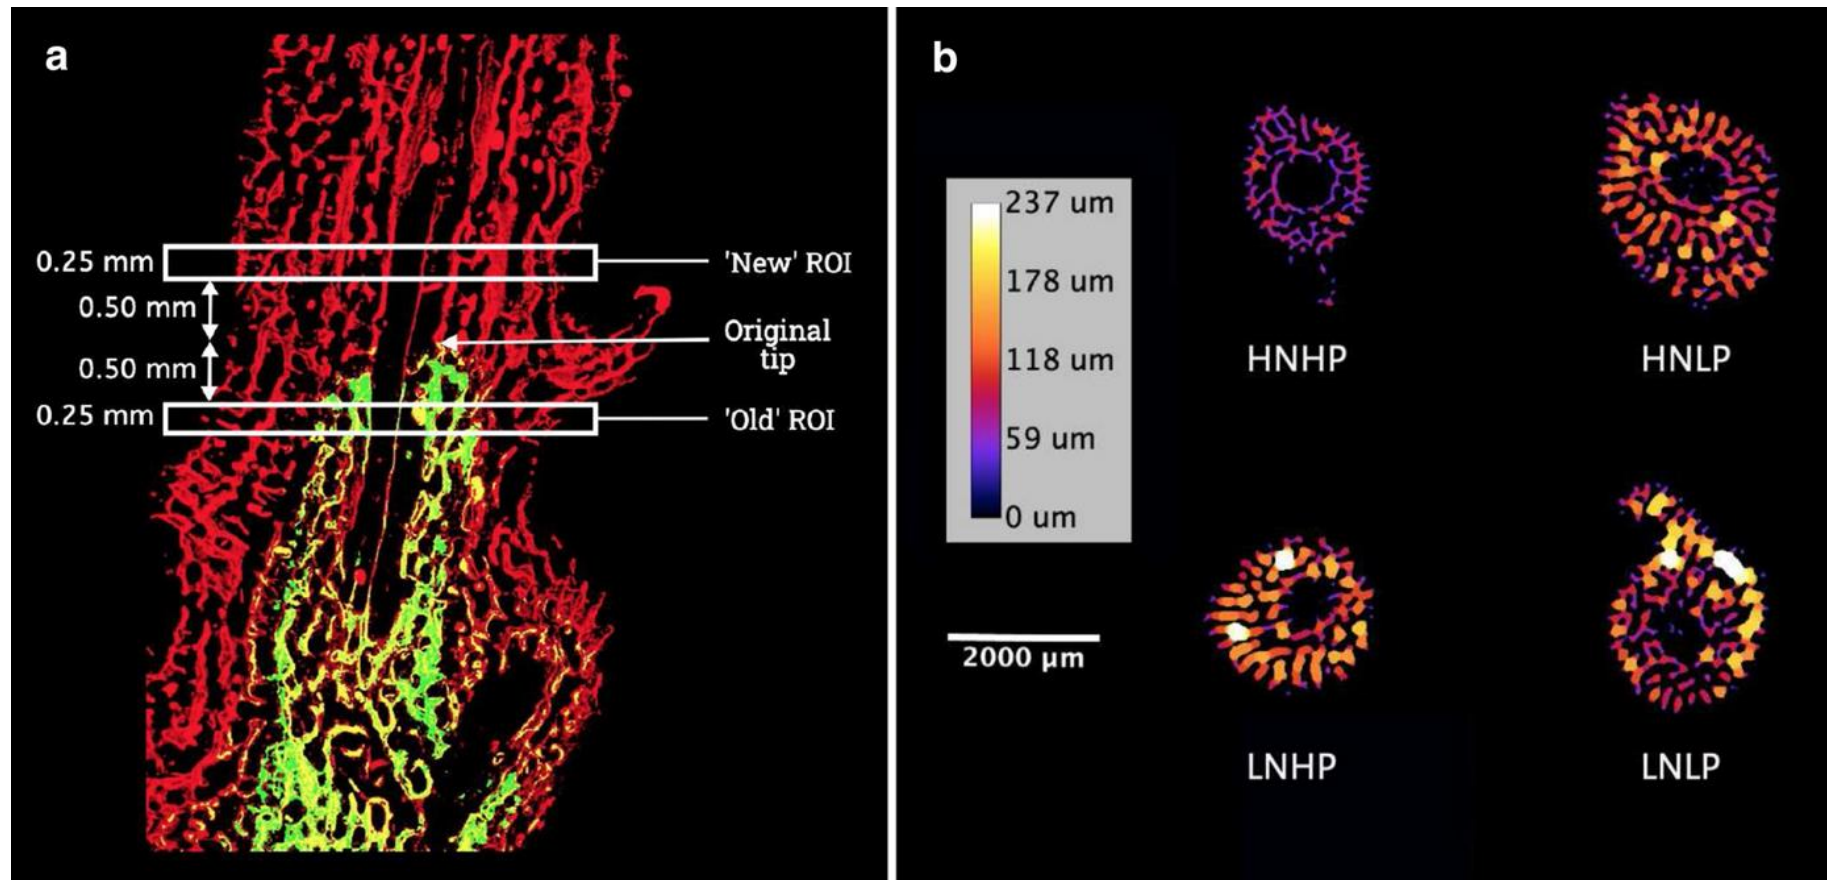 a
0.25 mm
'New' ROI
0.50 mm
Original
tip
0.50 mm
0.25 mm
'Old' ROI
b
237 um
178 um
118 um
59 um
0 um
2000 µm
HNHP
HNLP
LNHP
LNLP